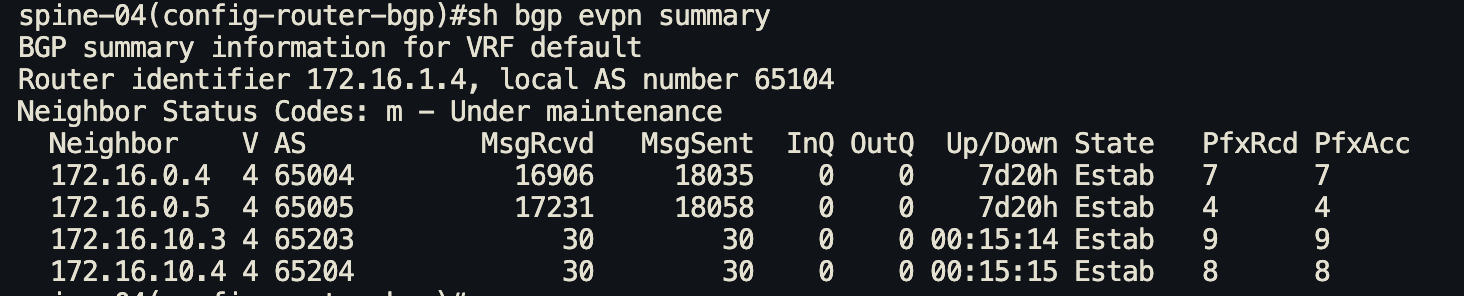 spine-04(config-router-bgp)#sh bgp evpn summary
BGP summary information for VRF default
Router identifier 172.16.1.4, local AS number 65104
Neighbor Status Codes: m - Under maintenance
  Neighbor    V AS           MsgRcvd   MsgSent  InQ OutQ  Up/Down State   PfxRcd PfxAcc
  172.16.0.4  4 65004          16906     18035    0    0    7d20h Estab   7      7
  172.16.0.5  4 65005          17231     18058    0    0    7d20h Estab   4      4
  172.16.10.3 4 65203             30        30    0    0 00:15:14 Estab   9      9
  172.16.10.4 4 65204             30        30    0    0 00:15:15 Estab   8      8